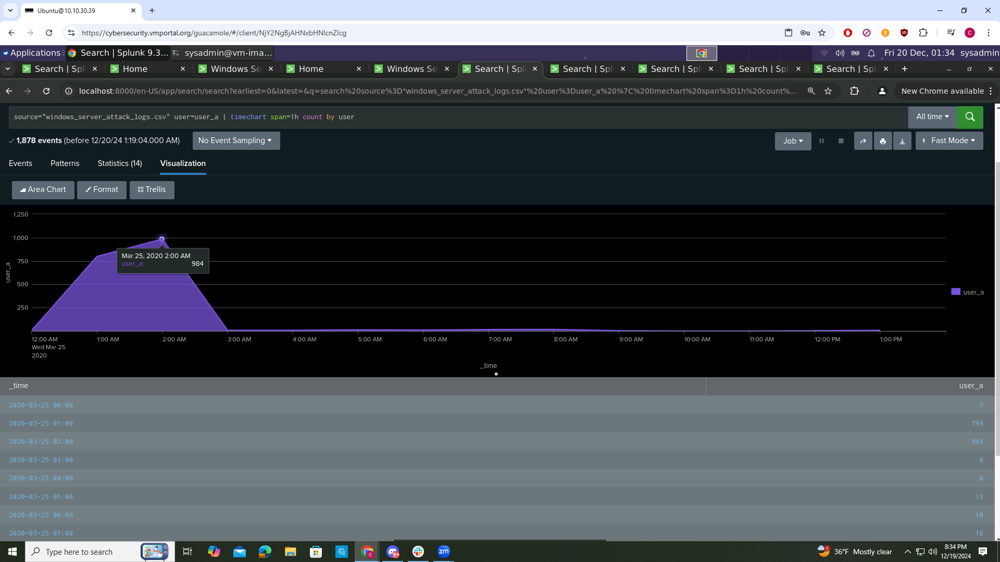 Ubuntu@10.10.30.39
https://cybersecurity.vmportal.org/guacamole/#/client/NjY2NgBjAHNxbHNlcnZlcg
Applications Search | Splunk 9.3... sysadmin@vm-ima... Fri 20 Dec, 01:34 sysadmin
Search | Spl Home Windows Se Home Windows Se Search | Spl Search | Spl Search | Spl Search | Spl Search | Spl
localhost:8000/en-US/app/search/search?earliest=0&latest=&q=search%20source%3D"windows_server_attack_logs.csv"%20user%3Duser_a%20%7C%20timechart%20span%3D1h%20count%... New Chrome available
source="windows_server_attack_logs.csv" user=user_a | timechart span=1h count by user All time
1,878 events (before 12/20/24 1:19:04.000 AM) No Event Sampling Job Fast Mode
Events Patterns Statistics (14) Visualization
Area Chart Format Trellis
1,250
1,000
750
500
250
user_a
Mar 25, 2020 2:00 AM
user_a: 984
user_a
12:00 AM 1:00 AM 2:00 AM 3:00 AM 4:00 AM 5:00 AM 6:00 AM 7:00 AM 8:00 AM 9:00 AM 10:00 AM 11:00 AM 12:00 PM 1:00 PM
Wed Mar 25
2020
_time
_time user_a
2020-03-25 00:00 7
2020-03-25 01:00 799
2020-03-25 02:00 984
2020-03-25 03:00 8
2020-03-25 04:00 8
2020-03-25 05:00 13
2020-03-25 06:00 10
2020-03-25 07:00 16
Type here to search 36°F Mostly clear 8:34 PM
12/19/2024